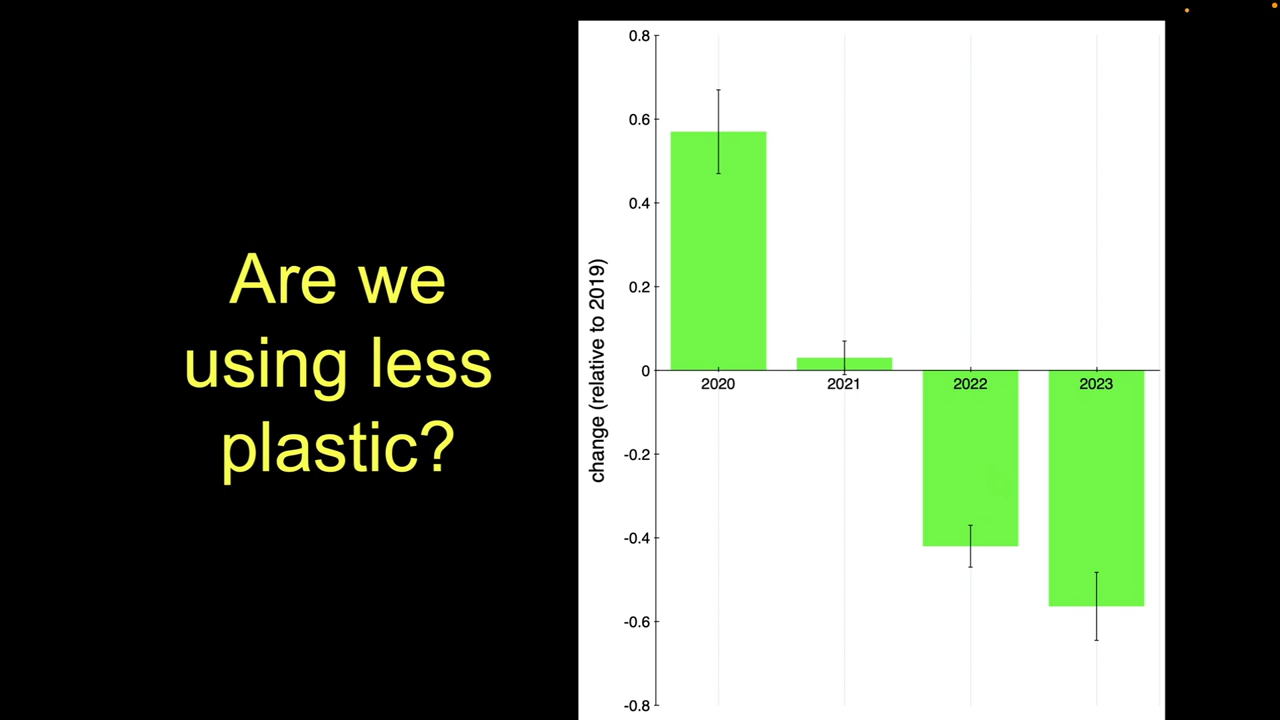 Are we
using less
plastic?
change (relative to 2019)
0.8
0.6
0.4
0.2
0
-0.2
-0.4
-0.6
-0.8
2020 2021 2022 2023